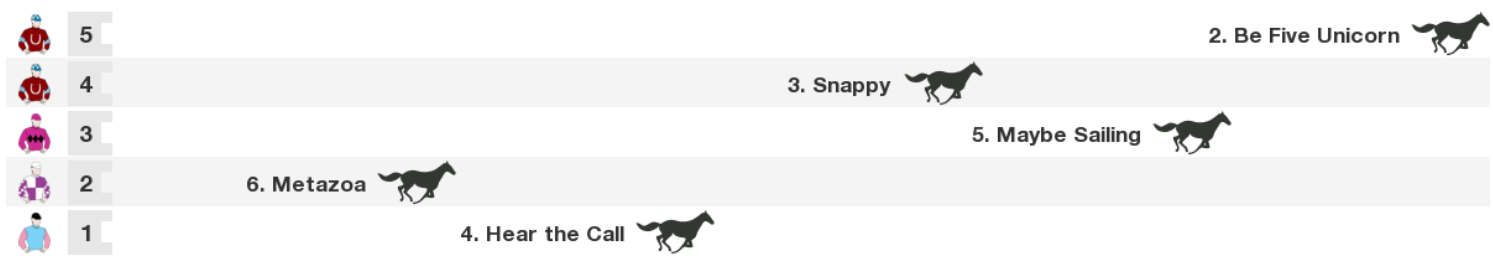 5 2. Be Five Unicorn
4 3. Snappy
3 5. Maybe Sailing
2 6. Metazoa
1 4. Hear the Call